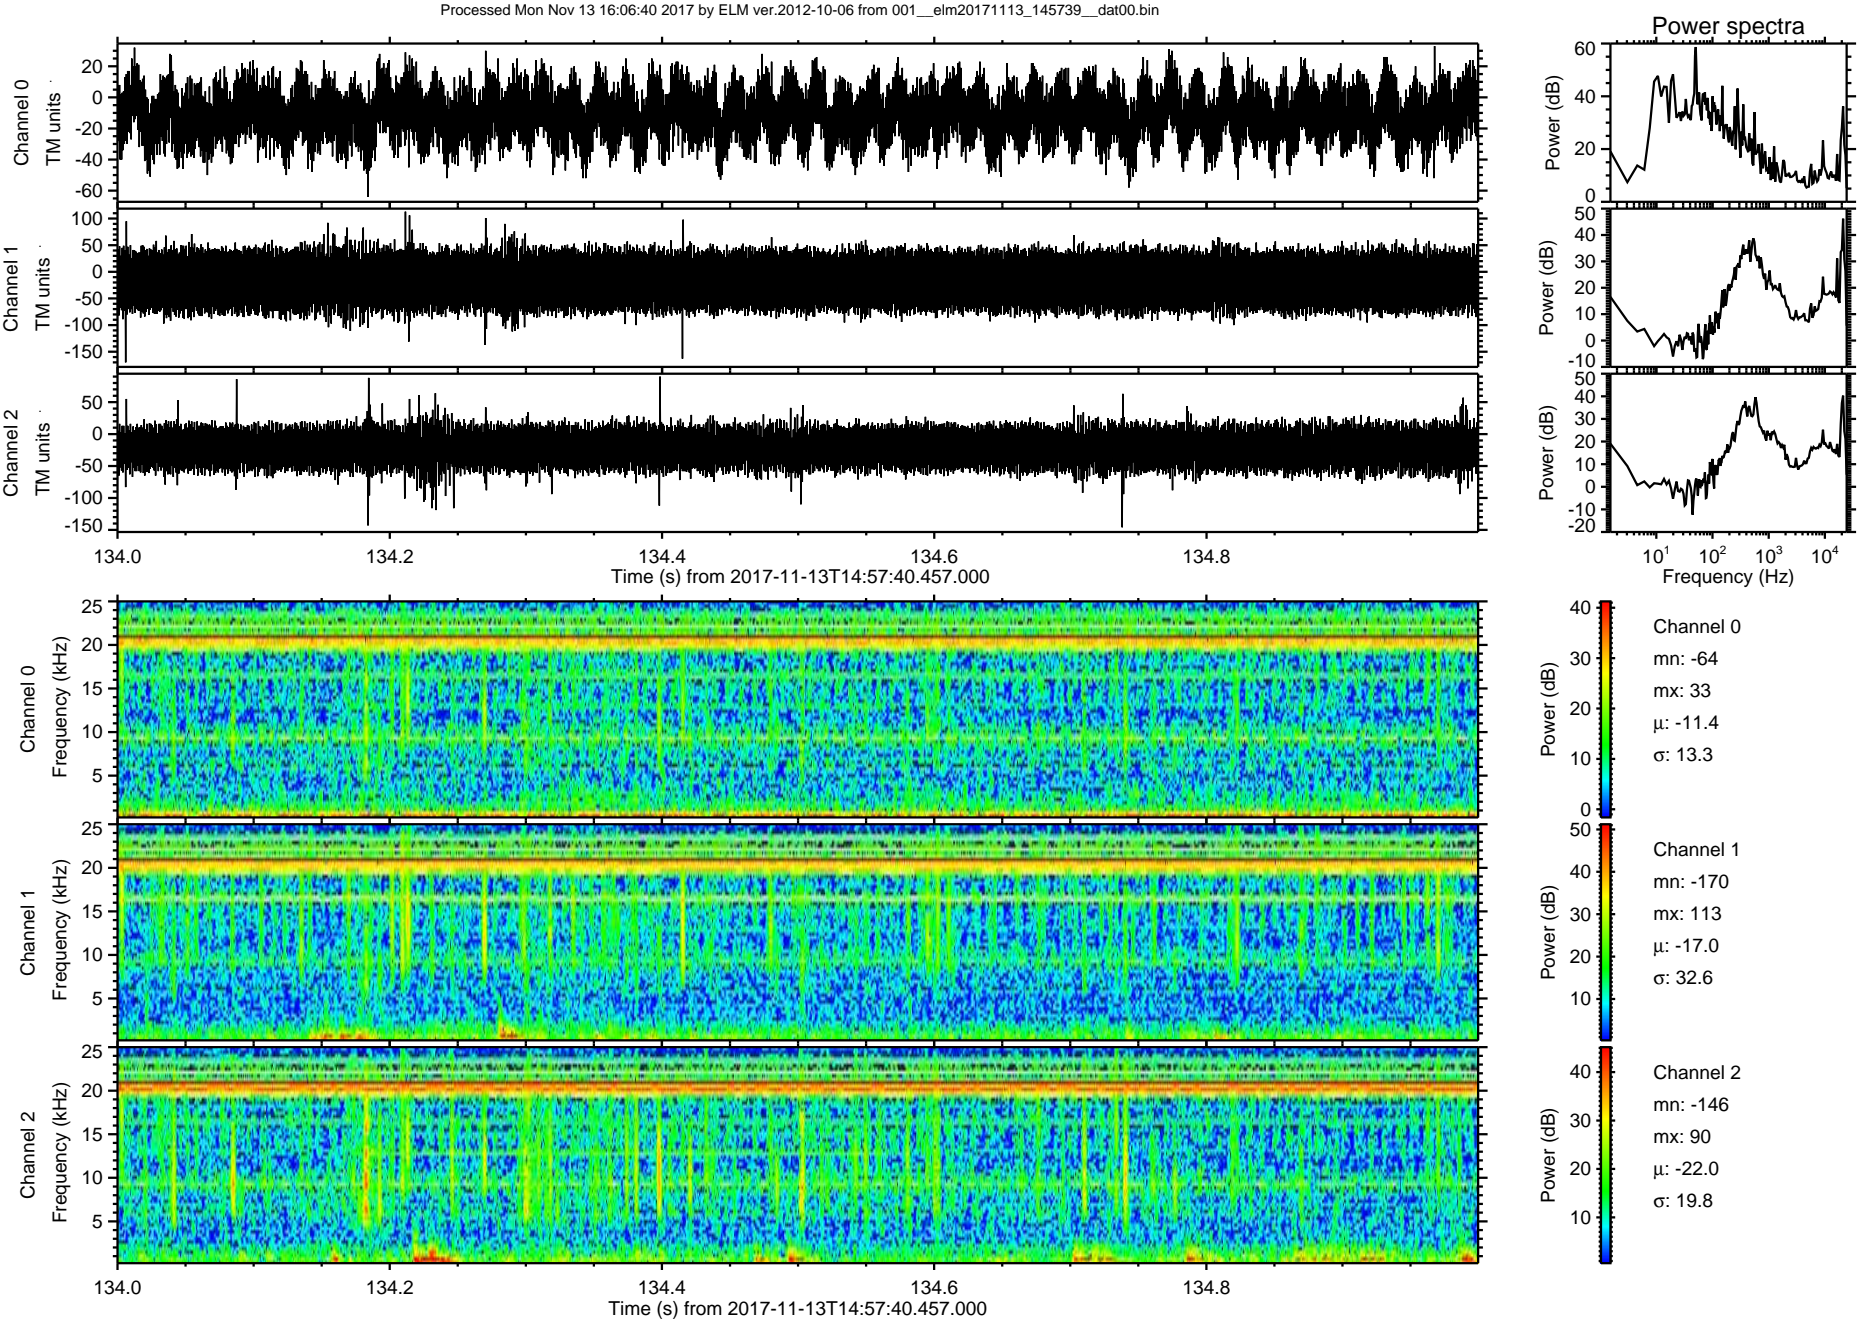 Processed Mon Nov 13 16:06:40 2017 by ELM ver.2012-10-06 from 001__elm20171113_145739__dat00.bin
Power spectra
Channel 0
TM units
20
0
-20
-40
-60
Power (dB)
60
40
20
0
Channel 1
TM units
100
50
0
-50
-100
-150
Power (dB)
50
40
30
20
10
0
-10
Channel 2
TM units
50
0
-50
-100
-150
Power (dB)
50
40
30
20
10
0
-10
-20
134.0 134.2 134.4 134.6 134.8
Time (s) from 2017-11-13T14:57:40.457.000
10¹ 10² 10³ 10⁴
Frequency (Hz)
Channel 0
Frequency (kHz)
25
20
15
10
5
Power (dB)
40
30
20
10
0
Channel 0
mn: -64
mx: 33
µ: -11.4
σ: 13.3
Channel 1
Frequency (kHz)
25
20
15
10
5
Power (dB)
50
40
30
20
10
Channel 1
mn: -170
mx: 113
µ: -17.0
σ: 32.6
Channel 2
Frequency (kHz)
25
20
15
10
5
Power (dB)
40
30
20
10
Channel 2
mn: -146
mx: 90
µ: -22.0
σ: 19.8
134.0 134.2 134.4 134.6 134.8
Time (s) from 2017-11-13T14:57:40.457.000